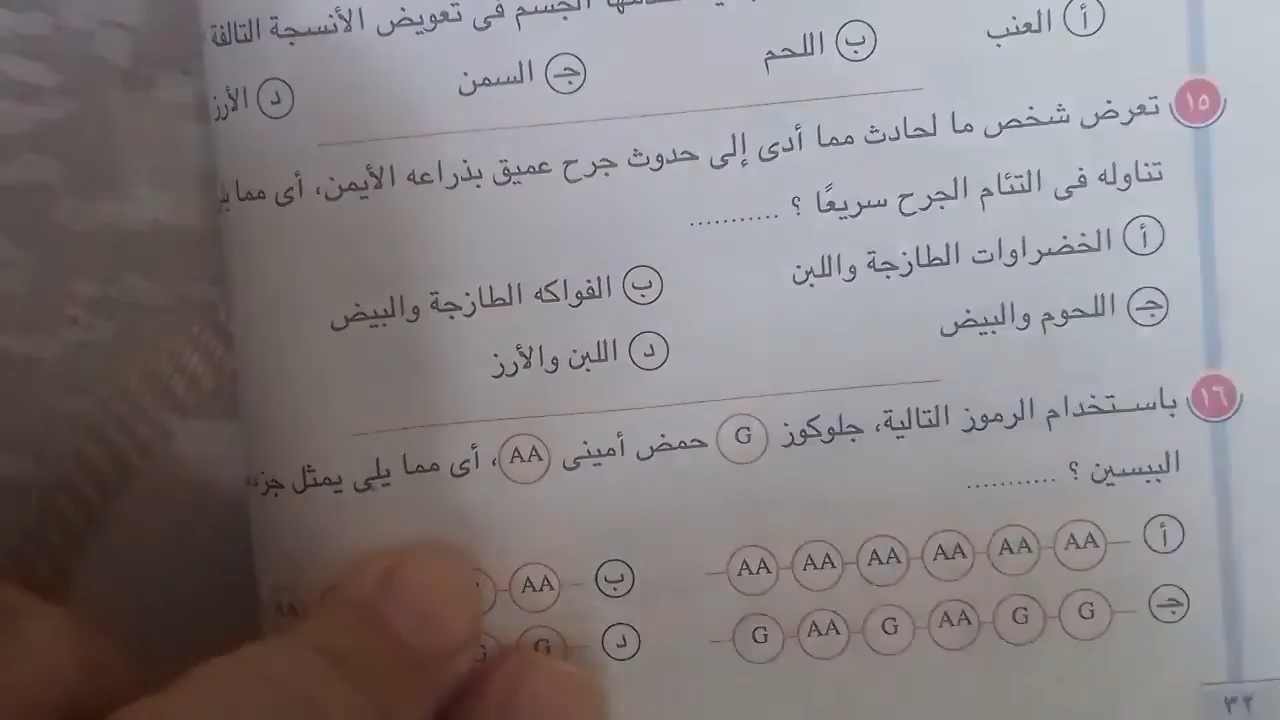 الجسم فى تعويض الأنسجة التالفة
أ العنب ب اللحم ج السمن د الأرز
١٥ تعرض شخص ما لحادث مما أدى إلى حدوث جرح عميق بذراعه الأيمن، أى مما
تناوله فى التئام الجرح سريعًا ؟ ...........
أ الخضراوات الطازجة واللبن ب الفواكه الطازجة والبيض
ج اللحوم والبيض د اللبن والأرز
١٦ باستخدام الرموز التالية، جلوكوز G حمض أمينى AA، أى مما يلى يمثل
الببسين ؟ ...........
أ AA AA AA AA AA AA ب AA
ج G G AA G AA G د G
٣٢